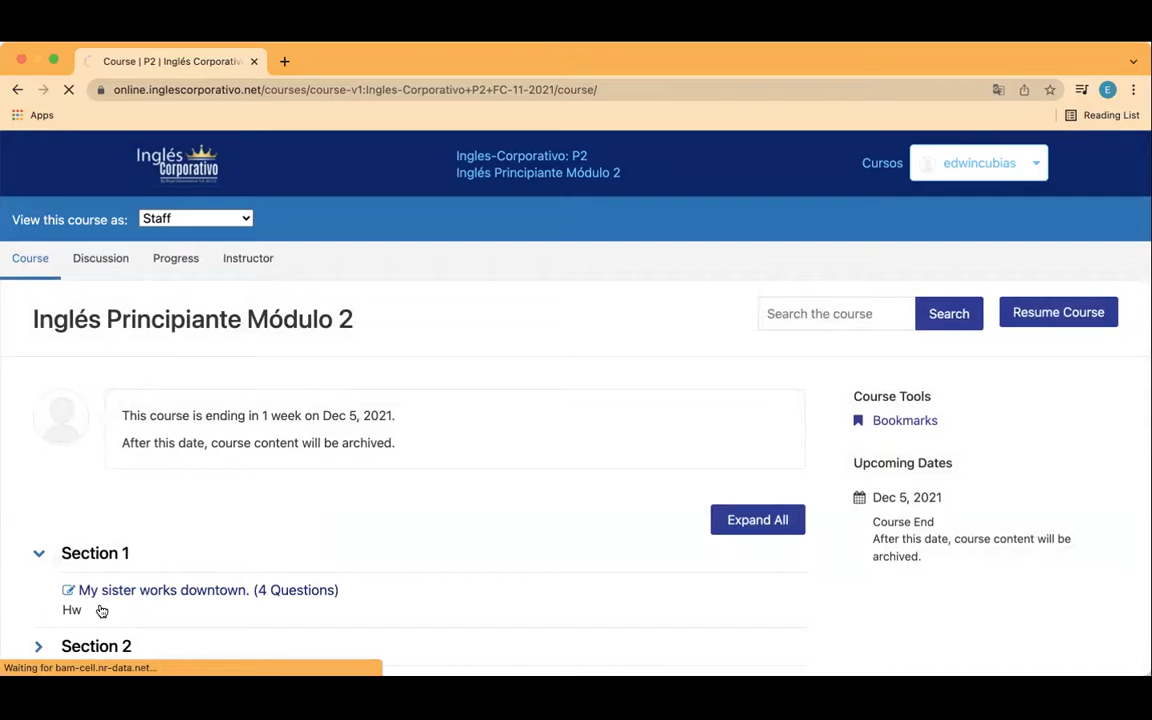 Course | P2 | Inglés Corporativ
online.inglescorporativo.net/courses/course-v1:Ingles-Corporativo+P2+FC-11-2021/course/
E
Apps
Reading List
Inglés
Corporativo
Ingles-Corporativo: P2
Inglés Principiante Módulo 2
Cursos
edwincubias
View this course as:
Staff
Course
Discussion
Progress
Instructor
Inglés Principiante Módulo 2
Search the course
Search
Resume Course
This course is ending in 1 week on Dec 5, 2021.
After this date, course content will be archived.
Course Tools
Bookmarks
Upcoming Dates
Dec 5, 2021
Course End
After this date, course content will be
archived.
Expand All
Section 1
My sister works downtown. (4 Questions)
Hw
Section 2
Waiting for bam-cell.nr-data.net...